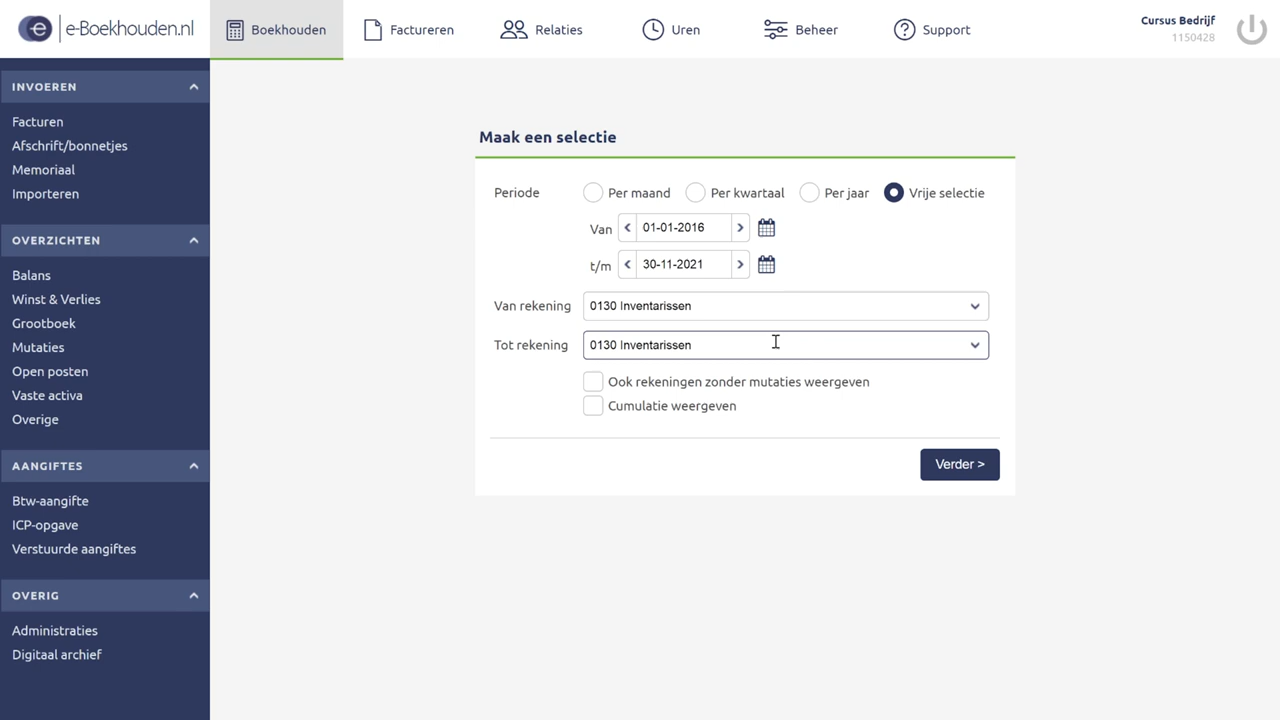 e-Boekhouden.nl
Boekhouden
Factureren
Relaties
Uren
Beheer
Support
Cursus Bedrijf
1150428
INVOEREN
Facturen
Afschrift/bonnetjes
Memoriaal
Importeren
OVERZICHTEN
Balans
Winst & Verlies
Grootboek
Mutaties
Open posten
Vaste activa
Overige
AANGIFTES
Btw-aangifte
ICP-opgave
Verstuurde aangiftes
OVERIG
Administraties
Digitaal archief
Maak een selectie
Periode Per maand Per kwartaal Per jaar Vrije selectie
Van < 01-01-2016 >
t/m < 30-11-2021 >
Van rekening 0130 Inventarissen
Tot rekening 0130 Inventarissen
Ook rekeningen zonder mutaties weergeven
Cumulatie weergeven
Verder >